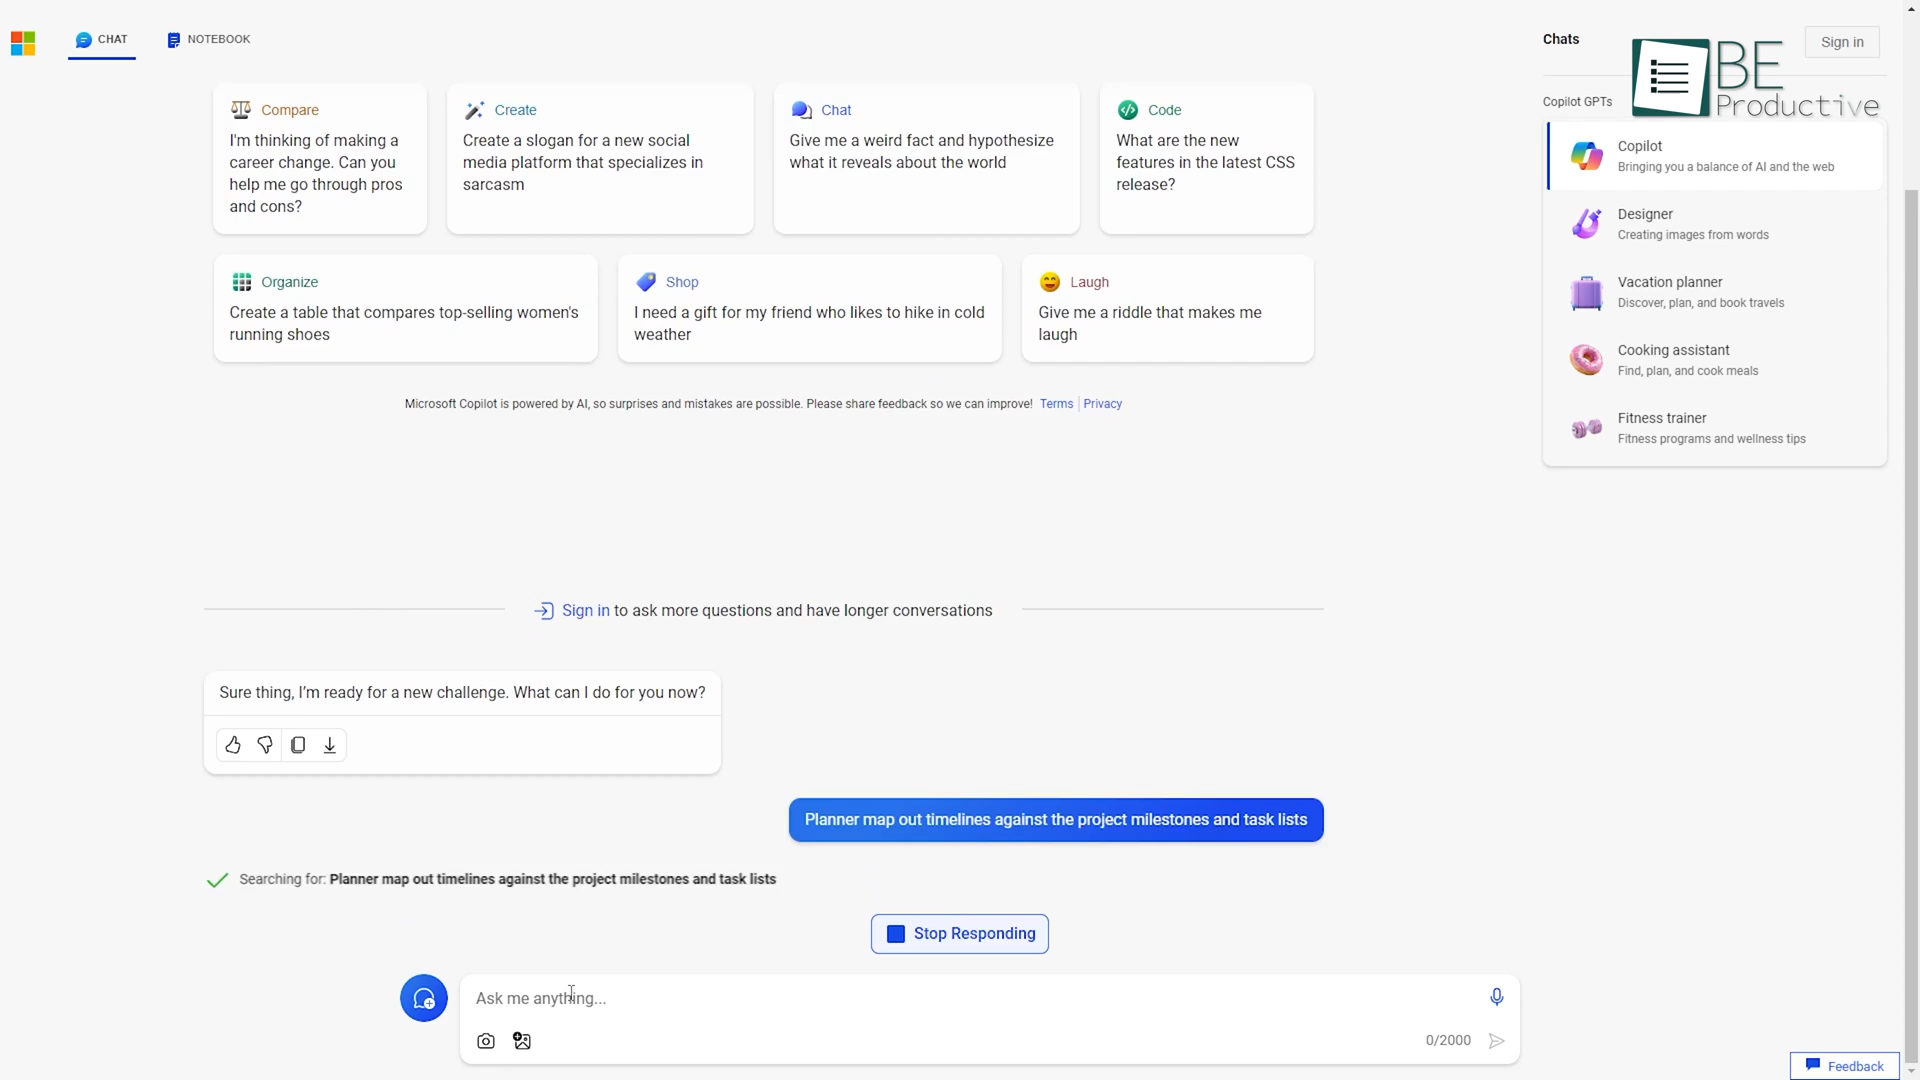 CHAT
NOTEBOOK
Chats
Sign in
BE
Productive
Compare
I'm thinking of making a
career change. Can you
help me go through pros
and cons?
Create
Create a slogan for a new social
media platform that specializes in
sarcasm
Chat
Give me a weird fact and hypothesize
what it reveals about the world
Code
What are the new
features in the latest CSS
release?
Organize
Create a table that compares top-selling women's
running shoes
Shop
I need a gift for my friend who likes to hike in cold
weather
Laugh
Give me a riddle that makes me
laugh
Microsoft Copilot is powered by AI, so surprises and mistakes are possible. Please share feedback so we can improve! Terms Privacy
Copilot GPTs
Copilot
Bringing you a balance of AI and the web
Designer
Creating images from words
Vacation planner
Discover, plan, and book travels
Cooking assistant
Find, plan, and cook meals
Fitness trainer
Fitness programs and wellness tips
Sign in to ask more questions and have longer conversations
Sure thing, I'm ready for a new challenge. What can I do for you now?
Planner map out timelines against the project milestones and task lists
Searching for: Planner map out timelines against the project milestones and task lists
Stop Responding
Ask me anything...
0/2000
Feedback